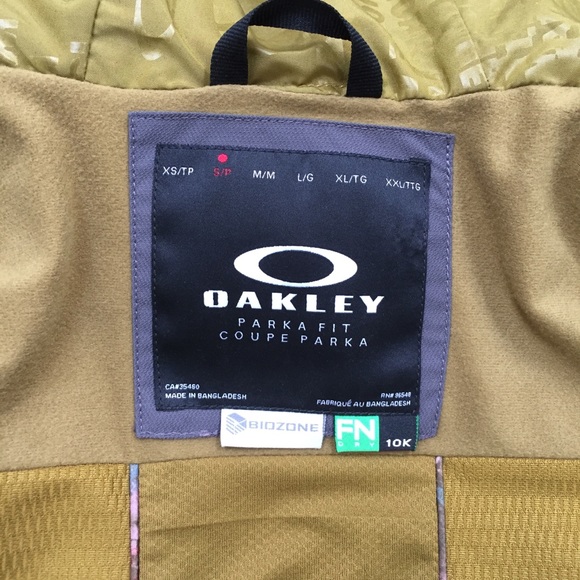 XS/TP S/P M/M L/G XL/TG XXL/TTG
OAKLEY
PARKA FIT
COUPE PARKA
CA#35480 RN# 96548
MADE IN BANGLADESH FABRIQUÉ AU BANGLADESH
BIOZONE FN 10K
DRY